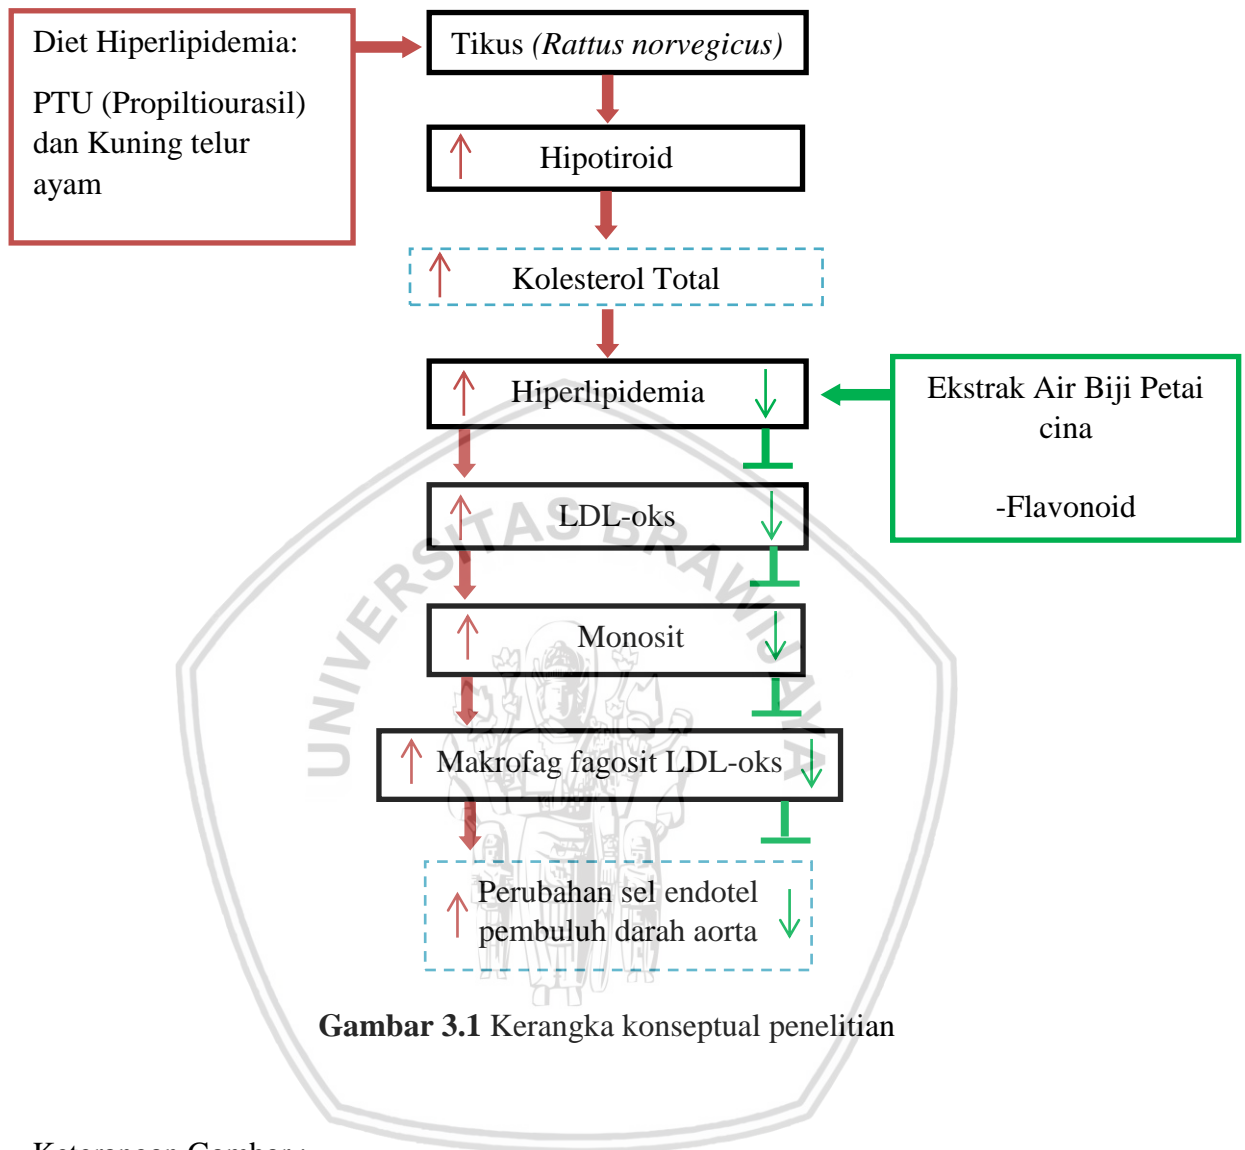 Diet Hiperlipidemia:
PTU (Propiltiourasil)
dan Kuning telur
ayam
Tikus (Rattus norvegicus)
Hipotiroid
Kolesterol Total
Hiperlipidemia
Ekstrak Air Biji Petai
cina
-Flavonoid
LDL-oks
Monosit
Makrofag fagosit LDL-oks
Perubahan sel endotel
pembuluh darah aorta
UNIVERSITAS BRAWIJAYA
Gambar 3.1 Kerangka konseptual penelitian